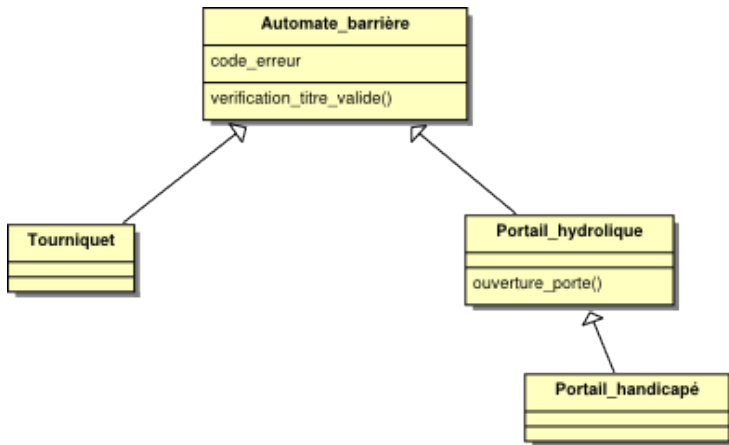 Automate_barrière
code_erreur
verification_titre_valide()
Tourniquet
Portail_hydrolique
ouverture_porte()
Portail_handicapé